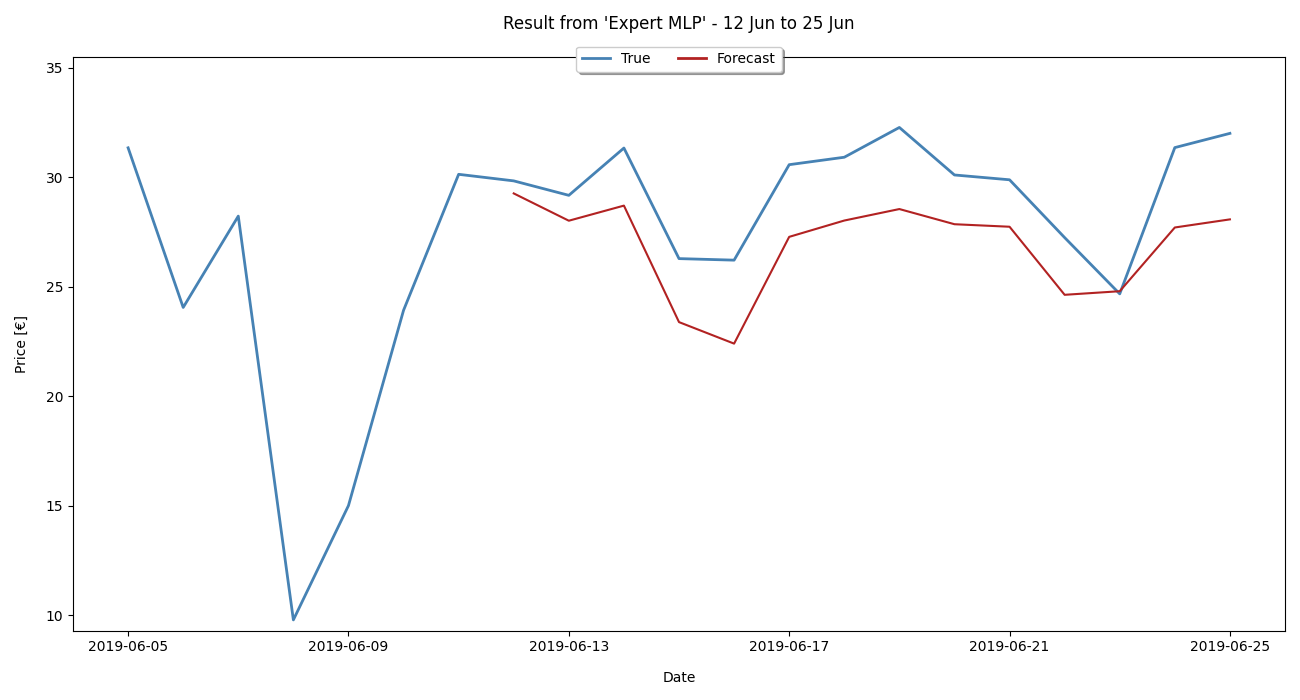 Result from 'Expert MLP' - 12 Jun to 25 Jun
True Forecast
35
30
25
20
15
10
Price [€]
2019-06-05 2019-06-09 2019-06-13 2019-06-17 2019-06-21 2019-06-25
Date